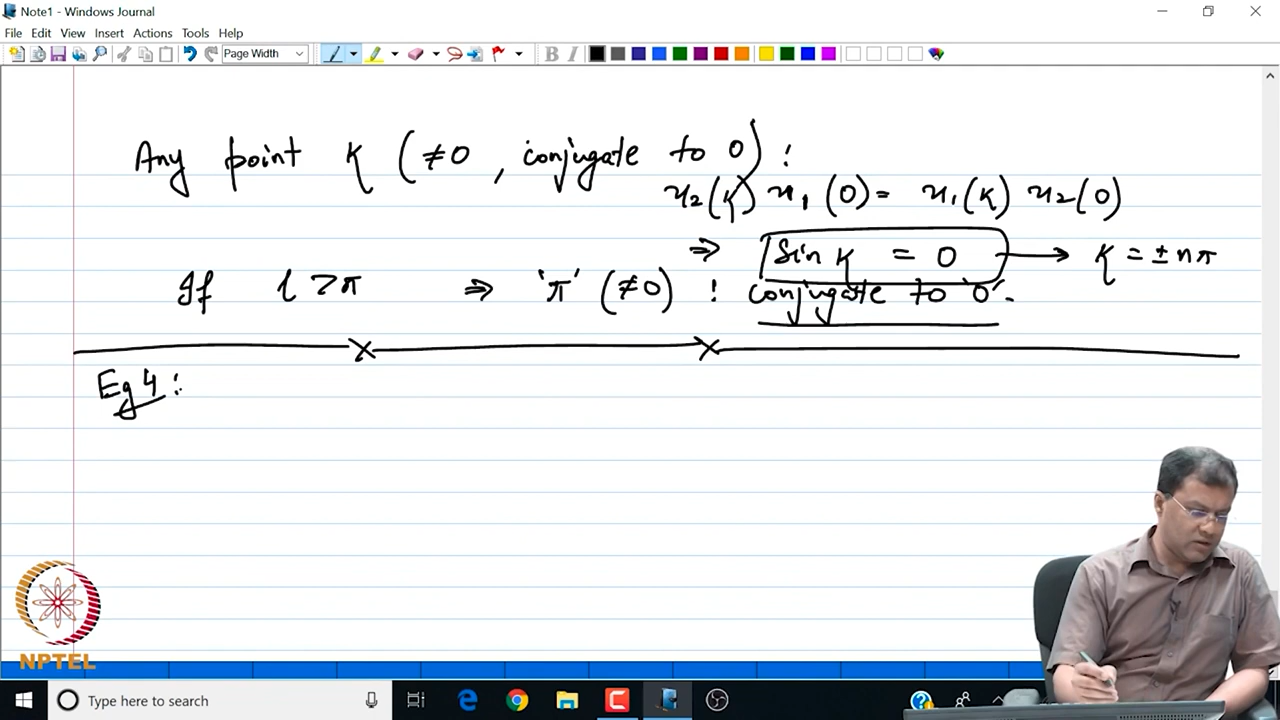 Note1 - Windows Journal
File Edit View Insert Actions Tools Help
Page Width
B I
Any point K (≠0, conjugate to 0) :
u₂(K) u₁(0) = u₁(K) u₂(0)
⇒ Sin K = 0 → K = ±nπ
If l > π ⇒ 'π' (≠0) : conjugate to '0'.
Eg 4 :
NPTEL
Type here to search